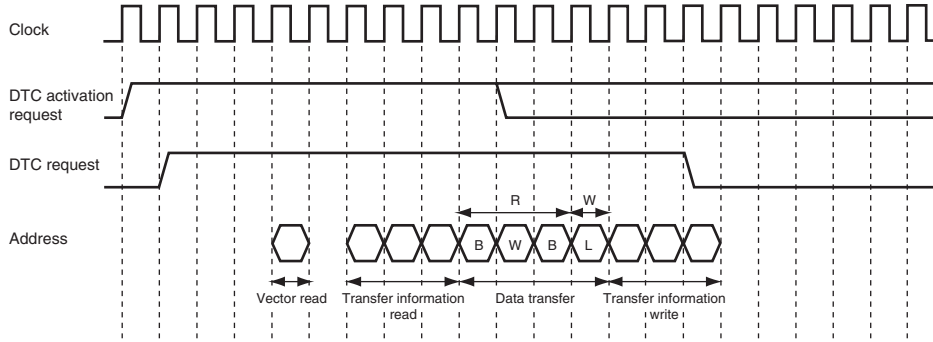 Clock
DTC activation
request
DTC request
R
W
Address
B
W
B
L
Vector read
Transfer information
read
Data transfer
Transfer information
write